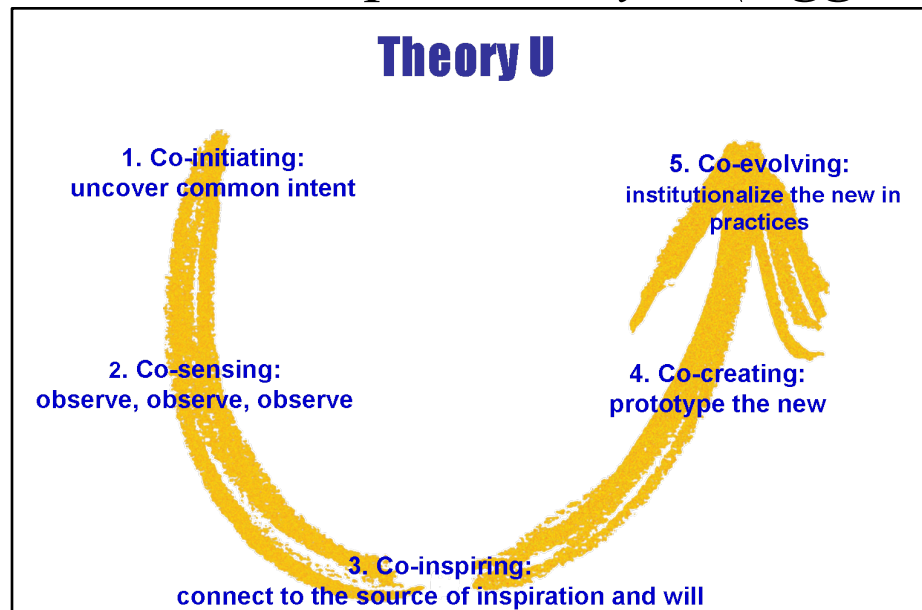 Theory U
1. Co-initiating:
uncover common intent
2. Co-sensing:
observe, observe, observe
3. Co-inspiring:
connect to the source of inspiration and will
4. Co-creating:
prototype the new
5. Co-evolving:
institutionalize the new in
practices